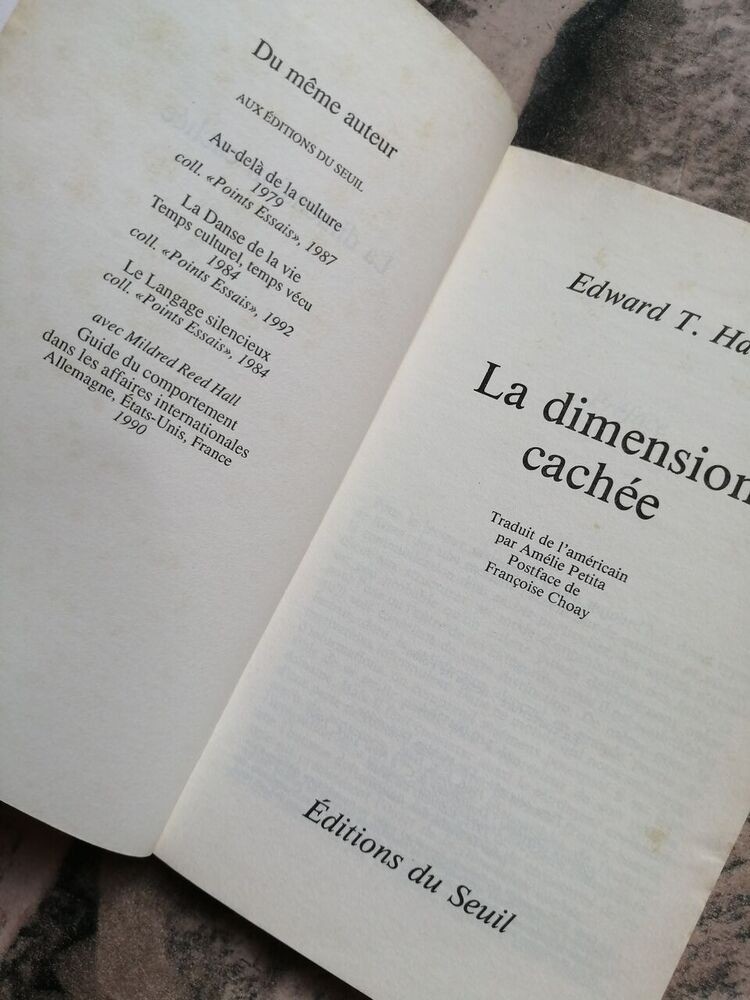 Du même auteur
AUX ÉDITIONS DU SEUIL
Au-delà de la culture
1979
coll. «Points Essais», 1987
La Danse de la vie
Temps culturel, temps vécu
1984
coll. «Points Essais», 1992
Le Langage silencieux
coll. «Points Essais», 1984
avec Mildred Reed Hall
Guide du comportement
dans les affaires internationales
Allemagne, États-Unis, France
1990
Edward T. Ha
La dimension
cachée
Traduit de l'américain
par Amélie Petita
Postface de
Françoise Choay
Éditions du Seuil